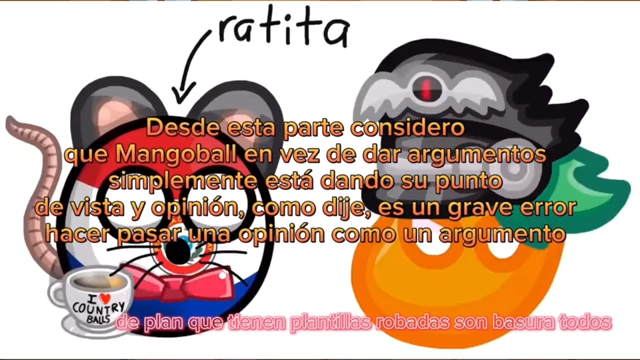 ratita
Desde esta parte considero
que Mangoball en vez de dar argumentos
simplemente está dando su punto
de vista y opinión, como dije, es un grave error
hacer pasar una opinión como un argumento
I ❤
COUNTRY
BALLS
de plan que tienen plantillas robadas son basura todos